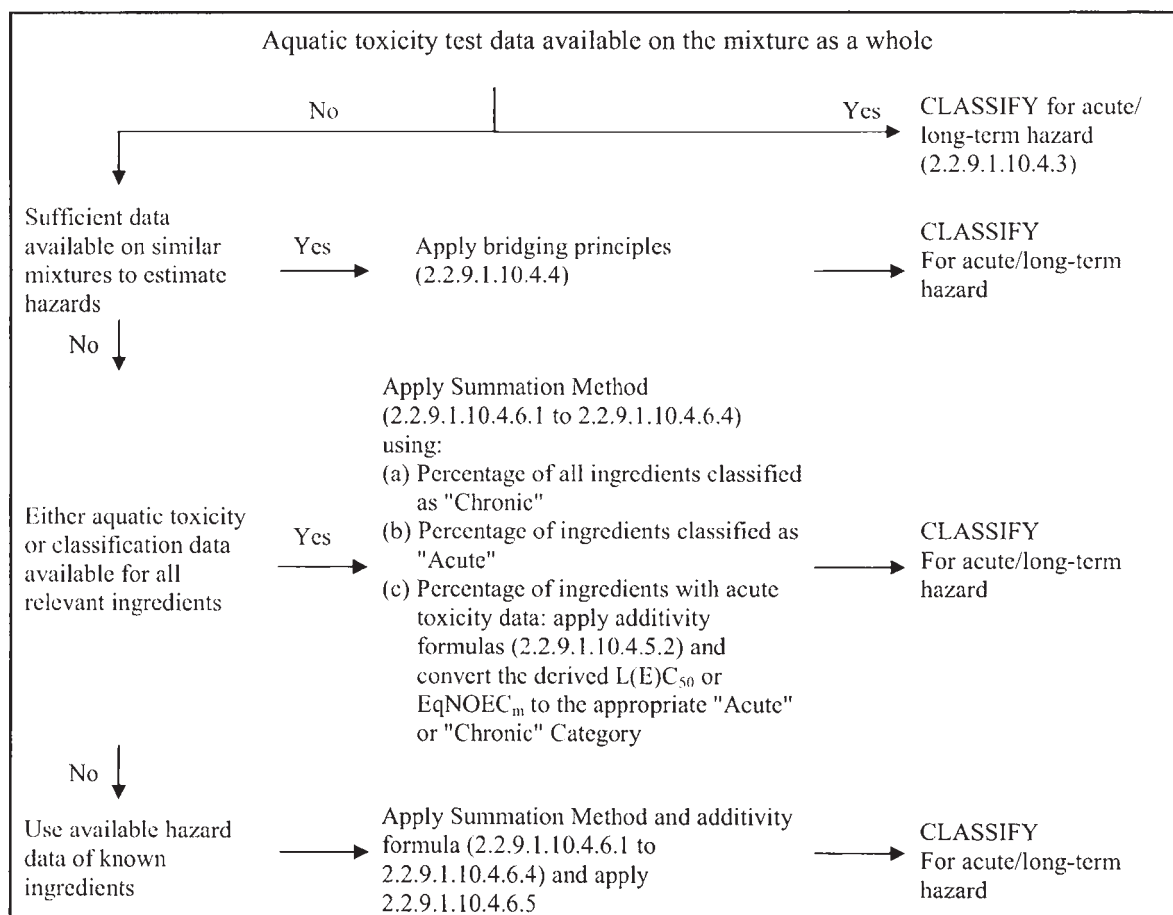 Aquatic toxicity test data available on the mixture as a whole
No
Yes
CLASSIFY for acute/
long-term hazard
(2.2.9.1.10.4.3)
Sufficient data
available on similar
mixtures to estimate
hazards
Yes
Apply bridging principles
(2.2.9.1.10.4.4)
CLASSIFY
For acute/long-term
hazard
No
Either aquatic toxicity
or classification data
available for all
relevant ingredients
Yes
Apply Summation Method
(2.2.9.1.10.4.6.1 to 2.2.9.1.10.4.6.4)
using:
(a) Percentage of all ingredients classified
as "Chronic"
(b) Percentage of ingredients classified as
"Acute"
(c) Percentage of ingredients with acute
toxicity data: apply additivity
formulas (2.2.9.1.10.4.5.2) and
convert the derived L(E)C₅₀ or
EqNOECₘ to the appropriate "Acute"
or "Chronic" Category
CLASSIFY
For acute/long-term
hazard
No
Use available hazard
data of known
ingredients
Apply Summation Method and additivity
formula (2.2.9.1.10.4.6.1 to
2.2.9.1.10.4.6.4) and apply
2.2.9.1.10.4.6.5
CLASSIFY
For acute/long-term
hazard